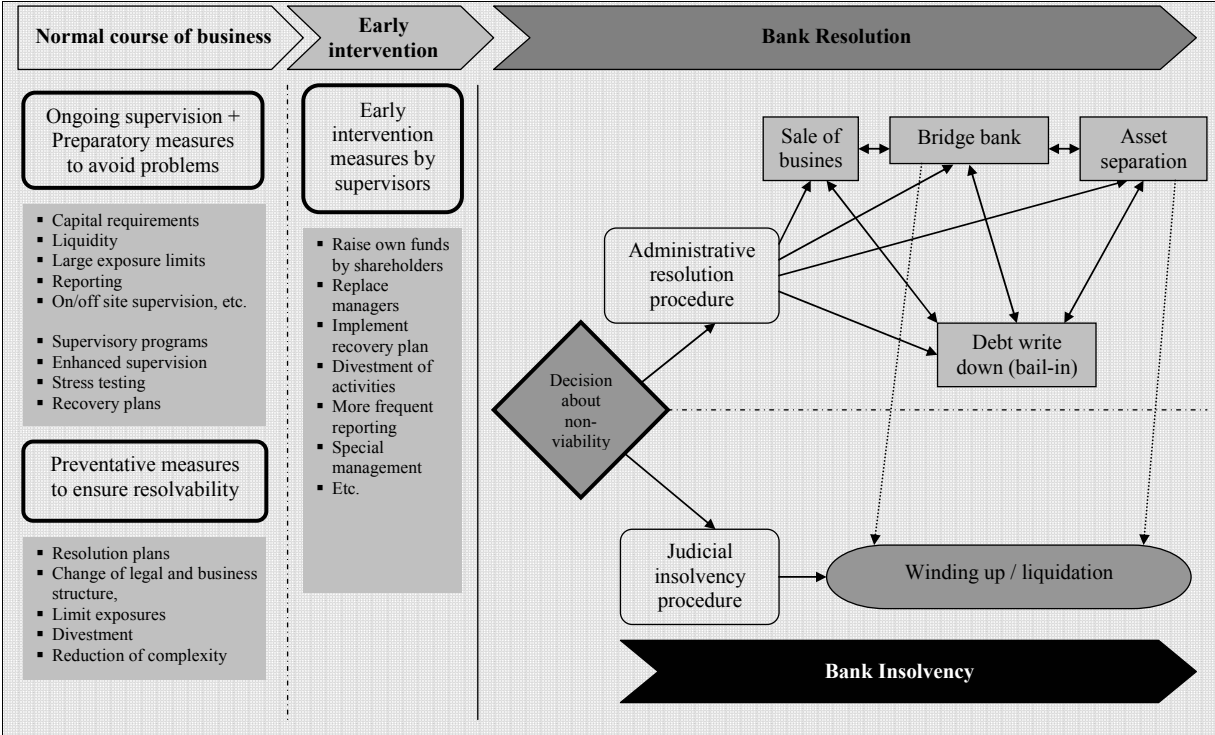 Normal course of business
Early
intervention
Bank Resolution
Ongoing supervision +
Preparatory measures
to avoid problems
▪ Capital requirements
▪ Liquidity
▪ Large exposure limits
▪ Reporting
▪ On/off site supervision, etc.
▪ Supervisory programs
▪ Enhanced supervision
▪ Stress testing
▪ Recovery plans
Preventative measures
to ensure resolvability
▪ Resolution plans
▪ Change of legal and business
structure,
▪ Limit exposures
▪ Divestment
▪ Reduction of complexity
Early
intervention
measures by
supervisors
▪ Raise own funds
by shareholders
▪ Replace
managers
▪ Implement
recovery plan
▪ Divestment of
activities
▪ More frequent
reporting
▪ Special
management
▪ Etc.
Decision
about
non-
viability
Administrative
resolution
procedure
Sale of
busines
Bridge bank
Asset
separation
Debt write
down (bail-in)
Judicial
insolvency
procedure
Winding up / liquidation
Bank Insolvency